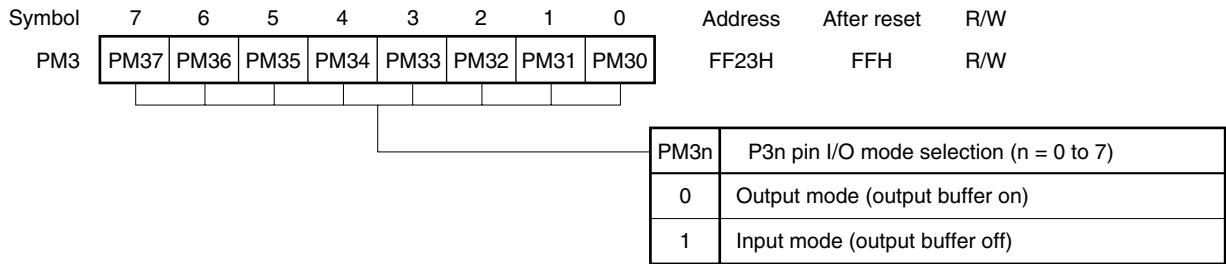 Symbol 7 6 5 4 3 2 1 0 Address After reset R/W
PM3 PM37 PM36 PM35 PM34 PM33 PM32 PM31 PM30 FF23H FFH R/W
PM3n P3n pin I/O mode selection (n = 0 to 7)
0 Output mode (output buffer on)
1 Input mode (output buffer off)